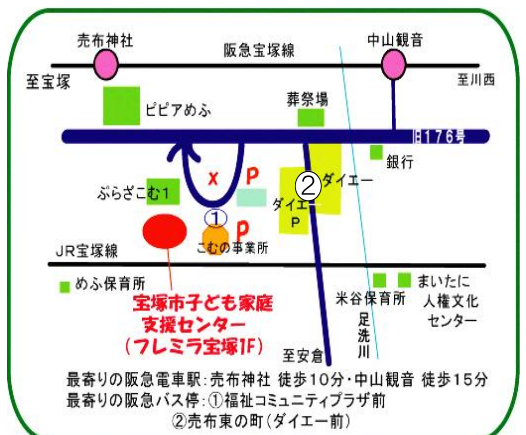 売布神社
阪急宝塚線
中山観音
至宝塚
至川西
ピピアめふ
葬祭場
旧176号
銀行
X
P
②
ダイエー
ぷらざこむ1
ダイエー
P
①
P
こむの事業所
JR宝塚線
めふ保育所
米谷保育所
まいたに
人権文化
センター
宝塚市子ども家庭
支援センター
(フレミラ宝塚1F)
足洗川
至安倉
最寄りの阪急電車駅:売布神社 徒歩10分・中山観音 徒歩15分
最寄りの阪急バス停:①福祉コミュニティプラザ前
②売布東の町(ダイエー前)